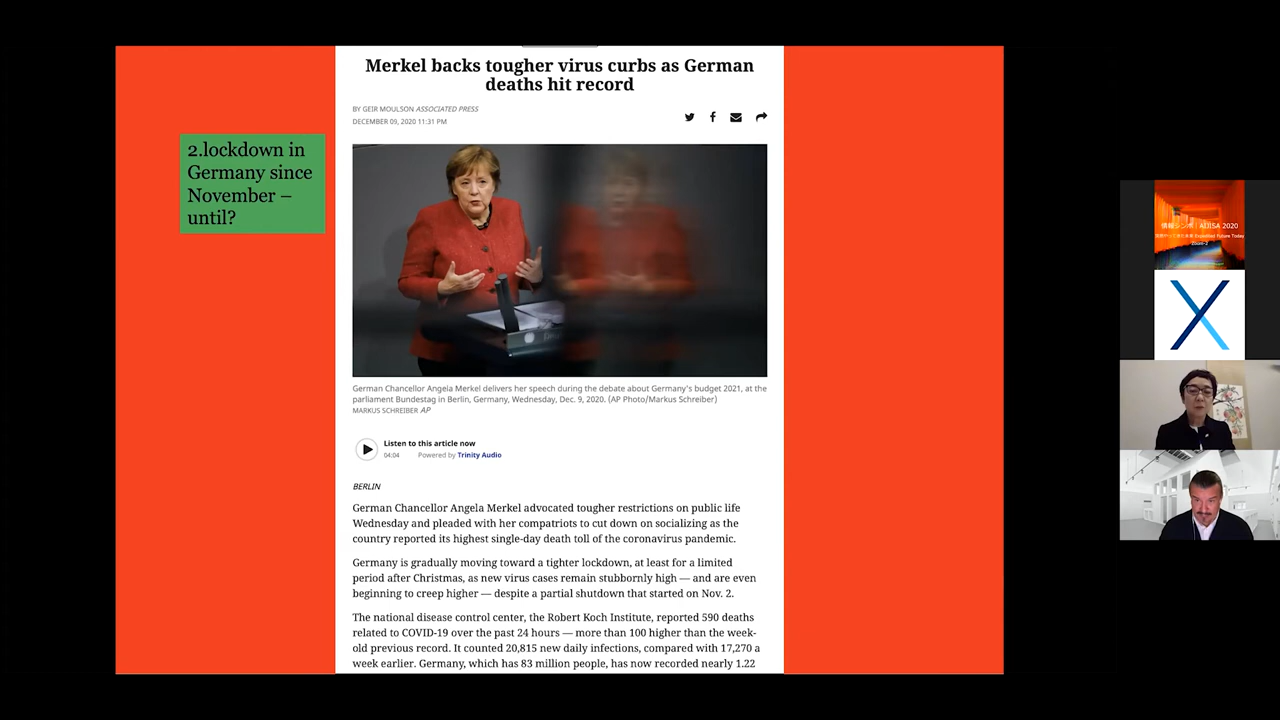 Merkel backs tougher virus curbs as German
deaths hit record
BY GEIR MOULSON ASSOCIATED PRESS
DECEMBER 09, 2020 11:31 PM
2.lockdown in
Germany since
November –
until?
German Chancellor Angela Merkel delivers her speech during the debate about Germany's budget 2021, at the
parliament Bundestag in Berlin, Germany, Wednesday, Dec. 9, 2020. (AP Photo/Markus Schreiber)
MARKUS SCHREIBER AP
Listen to this article now
04:04 Powered by Trinity Audio
BERLIN
German Chancellor Angela Merkel advocated tougher restrictions on public life
Wednesday and pleaded with her compatriots to cut down on socializing as the
country reported its highest single-day death toll of the coronavirus pandemic.
Germany is gradually moving toward a tighter lockdown, at least for a limited
period after Christmas, as new virus cases remain stubbornly high — and are even
beginning to creep higher — despite a partial shutdown that started on Nov. 2.
The national disease control center, the Robert Koch Institute, reported 590 deaths
related to COVID-19 over the past 24 hours — more than 100 higher than the week-
old previous record. It counted 20,815 new daily infections, compared with 17,270 a
week earlier. Germany, which has 83 million people, has now recorded nearly 1.22
2020
Future Today
Zoom-2
X